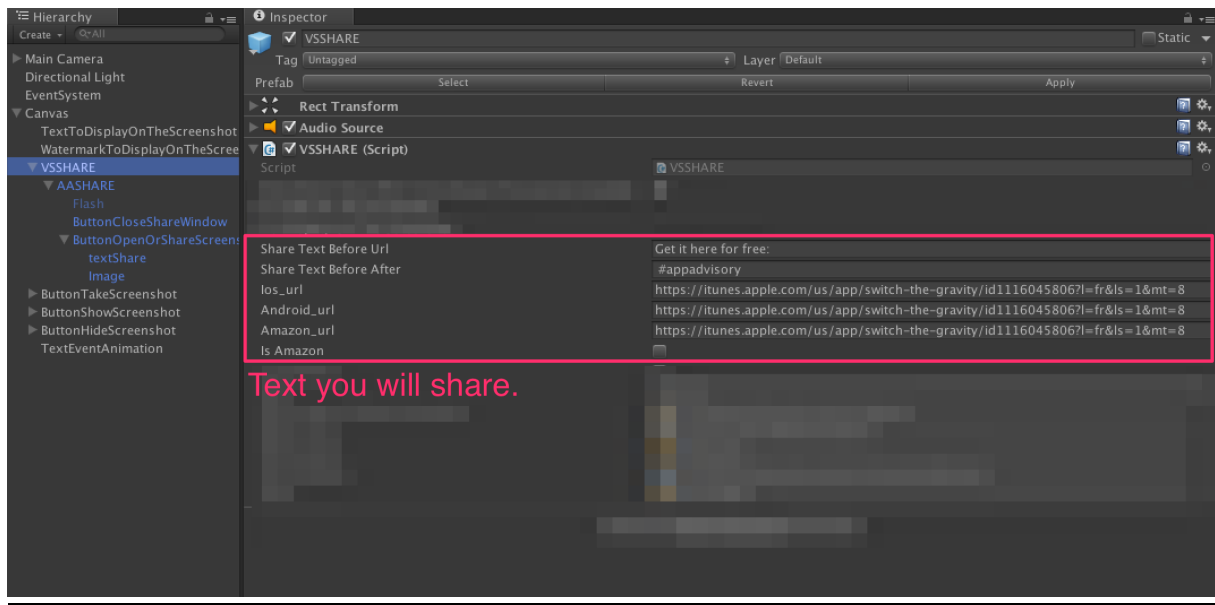 Hierarchy
Create
All
Main Camera
Directional Light
EventSystem
Canvas
TextToDisplayOnTheScreenshot
WatermarkToDisplayOnTheScree
VSSHARE
AASHARE
Flash
ButtonCloseShareWindow
ButtonOpenOrShareScreens
textShare
Image
ButtonTakeScreenshot
ButtonShowScreenshot
ButtonHideScreenshot
TextEventAnimation
Inspector
VSSHARE Static
Tag Untagged Layer Default
Prefab Select Revert Apply
Rect Transform
Audio Source
VSSHARE (Script)
Script VSSHARE
Share Text Before Url Get it here for free:
Share Text Before After #appadvisory
Ios_url https://itunes.apple.com/us/app/switch-the-gravity/id1116045806?l=fr&ls=1&mt=8
Android_url https://itunes.apple.com/us/app/switch-the-gravity/id1116045806?l=fr&ls=1&mt=8
Amazon_url https://itunes.apple.com/us/app/switch-the-gravity/id1116045806?l=fr&ls=1&mt=8
Is Amazon
Text you will share.